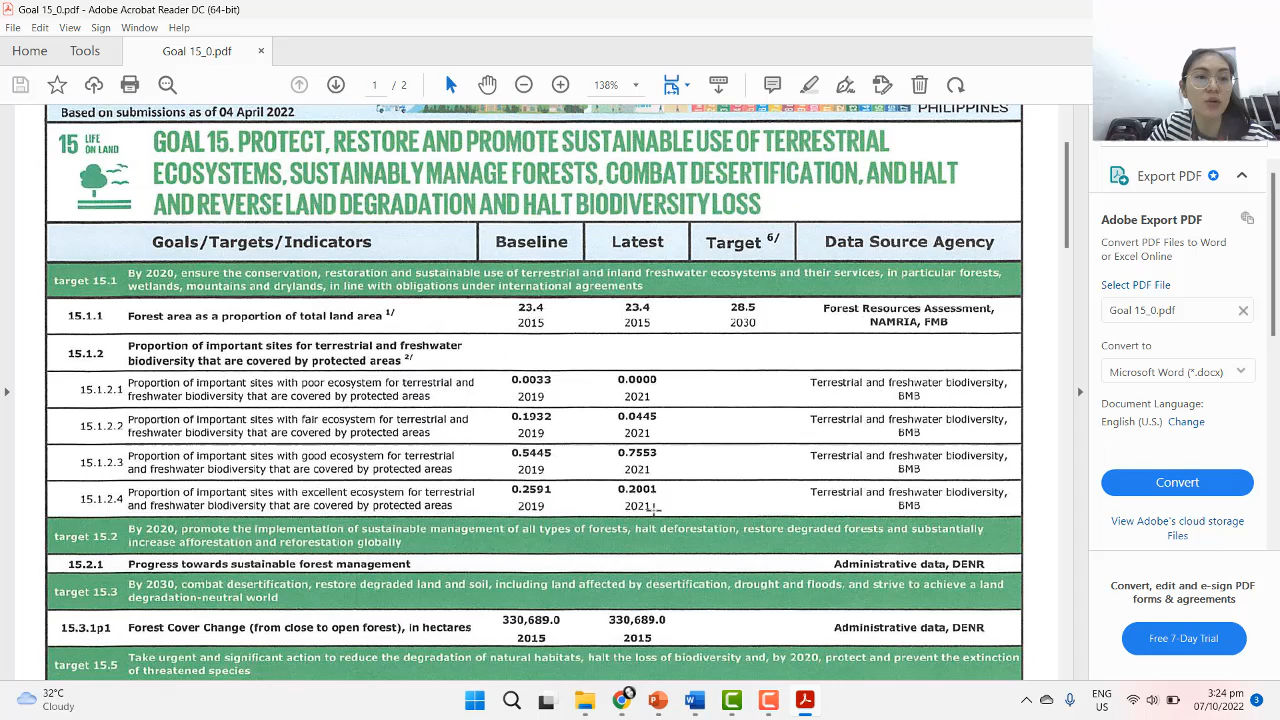 Goal 15_0.pdf - Adobe Acrobat Reader DC (64-bit)
File Edit View Sign Window Help
Home Tools Goal 15_0.pdf ×
1 / 2 138%
Based on submissions as of 04 April 2022 PHILIPPINES
15 LIFE ON LAND
GOAL 15. PROTECT, RESTORE AND PROMOTE SUSTAINABLE USE OF TERRESTRIAL
ECOSYSTEMS, SUSTAINABLY MANAGE FORESTS, COMBAT DESERTIFICATION, AND HALT
AND REVERSE LAND DEGRADATION AND HALT BIODIVERSITY LOSS
Goals/Targets/Indicators Baseline Latest Target 6/ Data Source Agency
target 15.1 By 2020, ensure the conservation, restoration and sustainable use of terrestrial and inland freshwater ecosystems and their services, in particular forests,
wetlands, mountains and drylands, in line with obligations under international agreements
15.1.1 Forest area as a proportion of total land area 1/ 23.4 23.4 28.5 Forest Resources Assessment,
2015 2015 2030 NAMRIA, FMB
15.1.2 Proportion of important sites for terrestrial and freshwater
biodiversity that are covered by protected areas 2/
15.1.2.1 Proportion of important sites with poor ecosystem for terrestrial and 0.0033 0.0000 Terrestrial and freshwater biodiversity,
freshwater biodiversity that are covered by protected areas 2019 2021 BMB
15.1.2.2 Proportion of important sites with fair ecosystem for terrestrial and 0.1932 0.0445 Terrestrial and freshwater biodiversity,
freshwater biodiversity that are covered by protected areas 2019 2021 BMB
15.1.2.3 Proportion of important sites with good ecosystem for terrestrial 0.5445 0.7553 Terrestrial and freshwater biodiversity,
and freshwater biodiversity that are covered by protected areas 2019 2021 BMB
15.1.2.4 Proportion of important sites with excellent ecosystem for terrestrial 0.2591 0.2001 Terrestrial and freshwater biodiversity,
and freshwater biodiversity that are covered by protected areas 2019 2021 BMB
target 15.2 By 2020, promote the implementation of sustainable management of all types of forests, halt deforestation, restore degraded forests and substantially
increase afforestation and reforestation globally
15.2.1 Progress towards sustainable forest management Administrative data, DENR
target 15.3 By 2030, combat desertification, restore degraded land and soil, including land affected by desertification, drought and floods, and strive to achieve a land
degradation-neutral world
15.3.1p1 Forest Cover Change (from close to open forest), in hectares 330,689.0 330,689.0 Administrative data, DENR
2015 2015
target 15.5 Take urgent and significant action to reduce the degradation of natural habitats, halt the loss of biodiversity and, by 2020, protect and prevent the extinction
of threatened species
Export PDF
Adobe Export PDF
Convert PDF Files to Word
or Excel Online
Select PDF File
Goal 15_0.pdf
Convert to
Microsoft Word (*.docx)
Document Language:
English (U.S.) Change
Convert
View Adobe's cloud storage
Files
Convert, edit and e-sign PDF
forms & agreements
Free 7-Day Trial
32°C
Cloudy
ENG
US
3:24 pm
07/10/2022
3